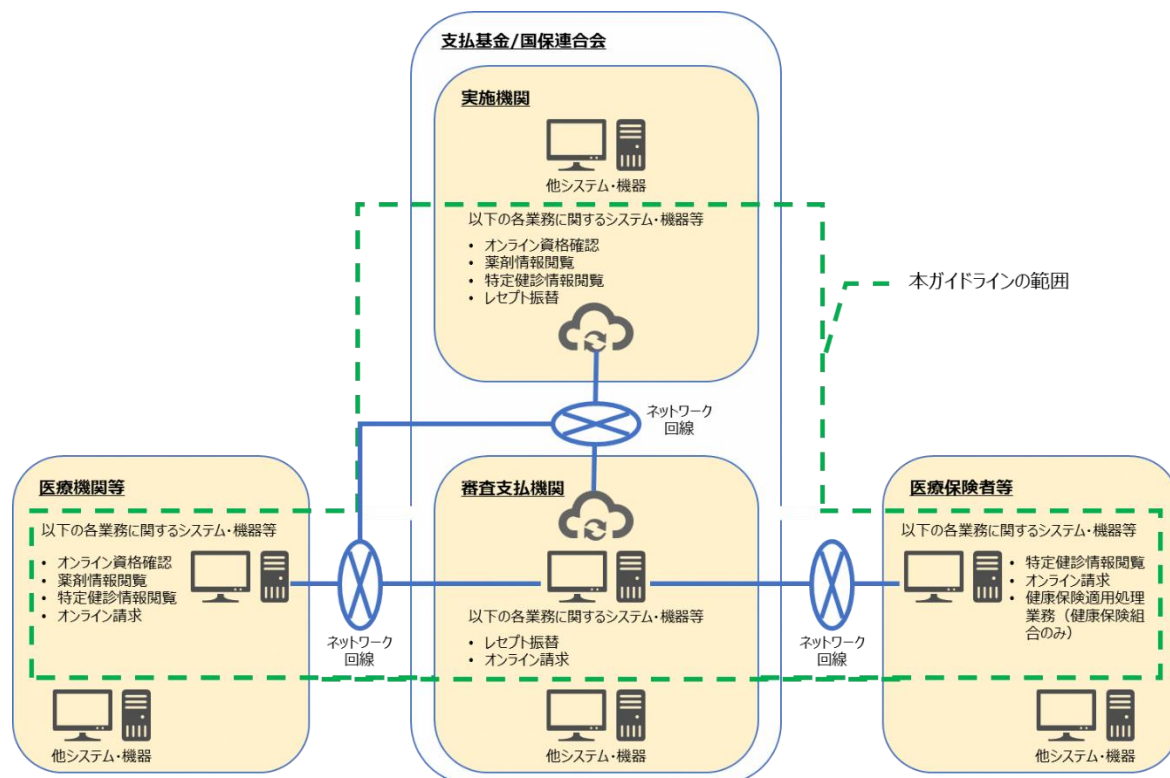 支払基金/国保連合会
実施機関
他システム・機器
以下の各業務に関するシステム・機器等
• オンライン資格確認
• 薬剤情報閲覧
• 特定健診情報閲覧
• レセプト振替
本ガイドラインの範囲
ネットワーク
回線
医療機関等
以下の各業務に関するシステム・機器等
• オンライン資格確認
• 薬剤情報閲覧
• 特定健診情報閲覧
• オンライン請求
ネットワーク
回線
他システム・機器
審査支払機関
以下の各業務に関するシステム・機器等
• レセプト振替
• オンライン請求
他システム・機器
ネットワーク
回線
医療保険者等
以下の各業務に関するシステム・機器等
• 特定健診情報閲覧
• オンライン請求
• 健康保険適用処理
業務（健康保険組
合のみ）
他システム・機器